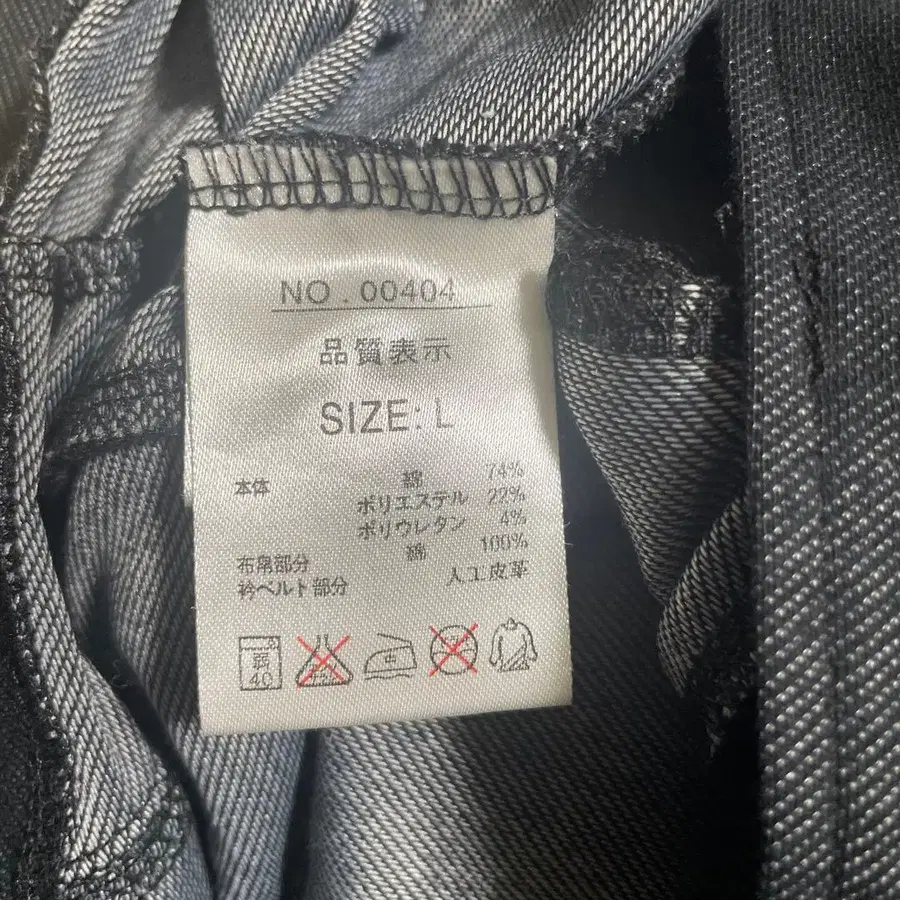 NO . 00404
品質表示
SIZE: L
本体 綿 74%
ポリエステル 22%
ポリウレタン 4%
布帛部分 綿 100%
衿ベルト部分 人工皮革
弱
40
中